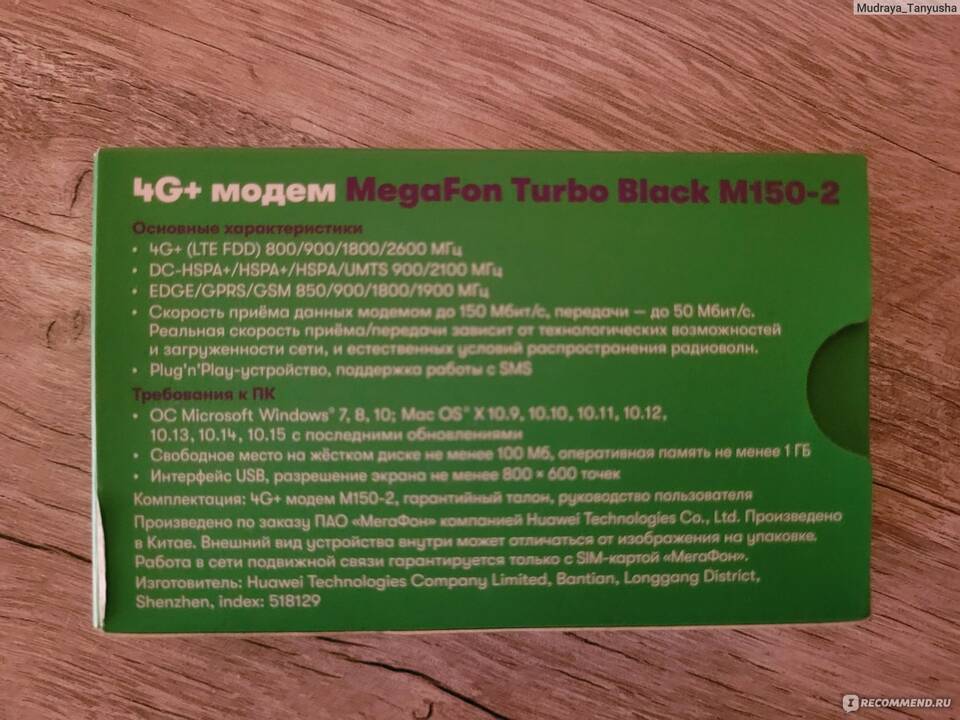 Mudraya_Tanyusha
4G+ модем MegaFon Turbo Black M150-2
Основные характеристики
• 4G+ (LTE FDD) 800/900/1800/2600 МГц
• DC-HSPA+/HSPA+/HSPA/UMTS 900/2100 МГц
• EDGE/GPRS/GSM 850/900/1800/1900 МГц
• Скорость приёма данных модемом до 150 Мбит/с, передачи — до 50 Мбит/с.
Реальная скорость приёма/передачи зависит от технологических возможностей
и загруженности сети, и естественных условий распространения радиоволн.
• Plug'n'Play-устройство, поддержка работы с SMS
Требования к ПК
• ОС Microsoft Windows® 7, 8, 10; Mac OS® X 10.9, 10.10, 10.11, 10.12,
10.13, 10.14, 10.15 с последними обновлениями
• Свободное место на жёстком диске не менее 100 Мб, оперативная память не менее 1 ГБ
• Интерфейс USB, разрешение экрана не менее 800 × 600 точек
Комплектация: 4G+ модем M150-2, гарантийный талон, руководство пользователя
Произведено по заказу ПАО «МегаФон» компанией Huawei Technologies Co., Ltd. Произведено
в Китае. Внешний вид устройства внутри может отличаться от изображения на упаковке.
Работа в сети подвижной связи гарантируется только с SIM-картой «МегаФон».
Изготовитель: Huawei Technologies Company Limited, Bantian, Longgang District,
Shenzhen, index: 518129
IRECOMMEND.RU